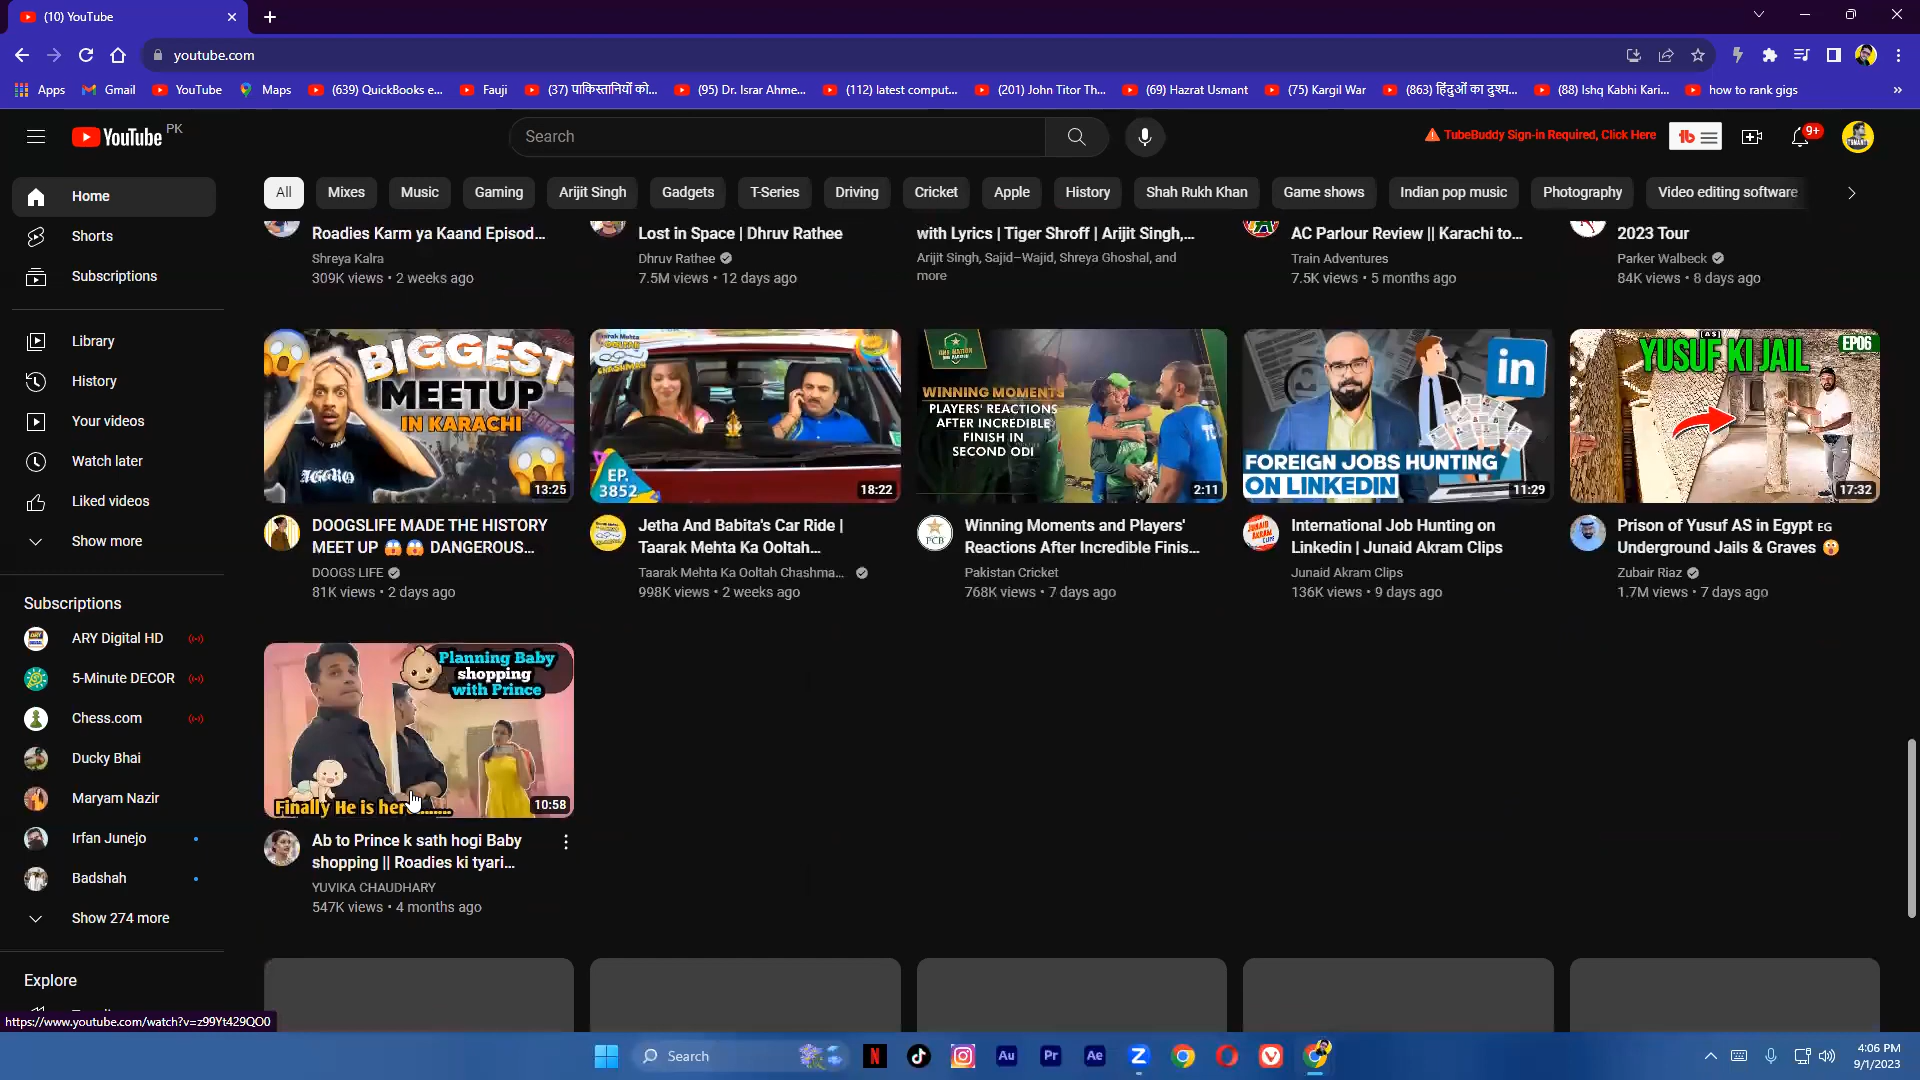 (10) YouTube
youtube.com
Apps
Gmail
YouTube
Maps
(639) QuickBooks e...
Fauji
(37) पाकिस्तानियों को...
(95) Dr. Israr Ahme...
(112) latest comput...
(201) John Titor Th...
(69) Hazrat Usmant
(75) Kargil War
(863) हिंदुओं का दुश्म...
(88) Ishq Kabhi Kari...
how to rank gigs
»
YouTube PK
Search
TubeBuddy Sign-in Required, Click Here
tb
9+
Home
Shorts
Subscriptions
Library
History
Your videos
Watch later
Liked videos
Show more
Subscriptions
ARY Digital HD
5-Minute DECOR
Chess.com
Ducky Bhai
Maryam Nazir
Irfan Junejo
Badshah
Show 274 more
Explore
All
Mixes
Music
Gaming
Arijit Singh
Gadgets
T-Series
Driving
Cricket
Apple
History
Shah Rukh Khan
Game shows
Indian pop music
Photography
Video editing software
Roadies Karm ya Kaand Episod...
Shreya Kalra
309K views • 2 weeks ago
Lost in Space | Dhruv Rathee
Dhruv Rathee
7.5M views • 12 days ago
with Lyrics | Tiger Shroff | Arijit Singh,...
Arijit Singh, Sajid–Wajid, Shreya Ghoshal, and
more
AC Parlour Review || Karachi to...
Train Adventures
7.5K views • 5 months ago
2023 Tour
Parker Walbeck
84K views • 8 days ago
BIGGEST
MEETUP
IN KARACHI
13:25
DOOGSLIFE MADE THE HISTORY
MEET UP 😱😱 DANGEROUS...
DOOGS LIFE
81K views • 2 days ago
Taarak Mehta
Ka OOLTAH
CHASHMAH
EP.
3852
18:22
Jetha And Babita's Car Ride |
Taarak Mehta Ka Ooltah...
Taarak Mehta Ka Ooltah Chashma...
998K views • 2 weeks ago
WINNING MOMENTS
PLAYERS' REACTIONS
AFTER INCREDIBLE
FINISH IN
SECOND ODI
2:11
PCB
Winning Moments and Players'
Reactions After Incredible Finis...
Pakistan Cricket
768K views • 7 days ago
in
FOREIGN JOBS HUNTING
ON LINKEDIN
11:29
International Job Hunting on
Linkedin | Junaid Akram Clips
Junaid Akram Clips
136K views • 9 days ago
(AS)
YUSUF KI JAIL
EP06
17:32
Prison of Yusuf AS in Egypt EG
Underground Jails & Graves 😲
Zubair Riaz
1.7M views • 7 days ago
Planning Baby
shopping
with Prince
Finally He is her.......
10:58
Ab to Prince k sath hogi Baby
shopping || Roadies ki tyari...
YUVIKA CHAUDHARY
547K views • 4 months ago
https://www.youtube.com/watch?v=z99Yt429QO0
Search
N
Au
Pr
Ae
Z
4:06 PM
9/1/2023